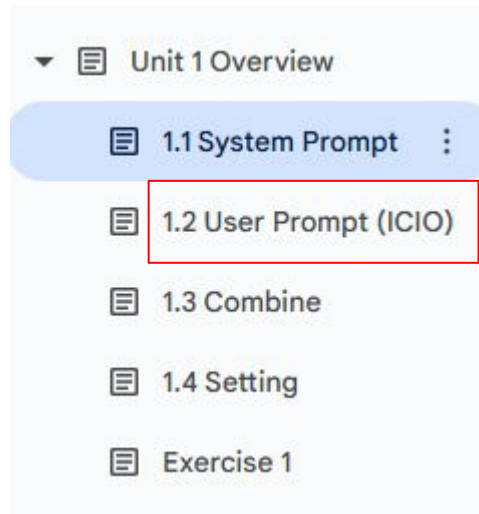 Unit 1 Overview
1.1 System Prompt
1.2 User Prompt (ICIO)
1.3 Combine
1.4 Setting
Exercise 1